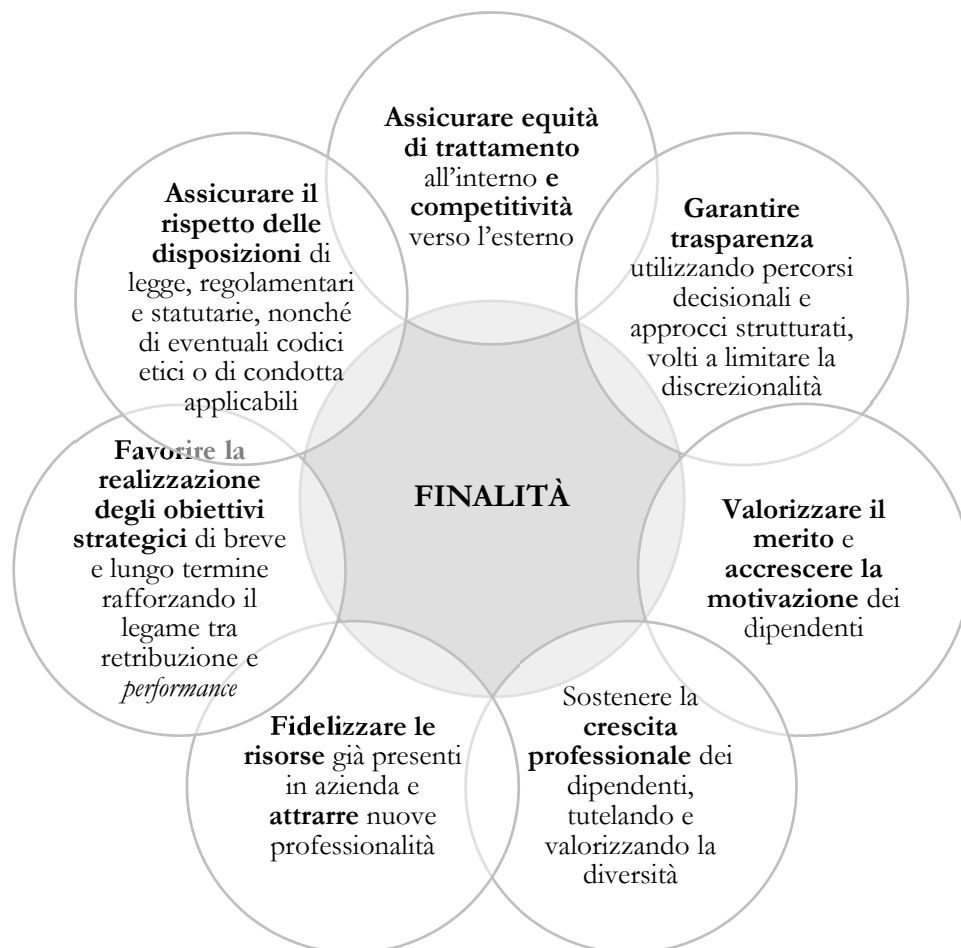 Assicurare equità
di trattamento
all'interno e
competitività
verso l'esterno
Garantire
trasparenza
utilizzando percorsi
decisionali e
approcci strutturati,
volti a limitare la
discrezionalità
Valorizzare il
merito e
accrescere la
motivazione dei
dipendenti
Sostenere la
crescita
professionale dei
dipendenti,
tutelando e
valorizzando la
diversità
Fidelizzare le
risorse già presenti
in azienda e
attrarre nuove
professionalità
Favorire la
realizzazione
degli obiettivi
strategici di breve
e lungo termine
rafforzando il
legame tra
retribuzione e
performance
Assicurare il
rispetto delle
disposizioni di
legge, regolamentari
e statutarie, nonché
di eventuali codici
etici o di condotta
applicabili
FINALITÀ